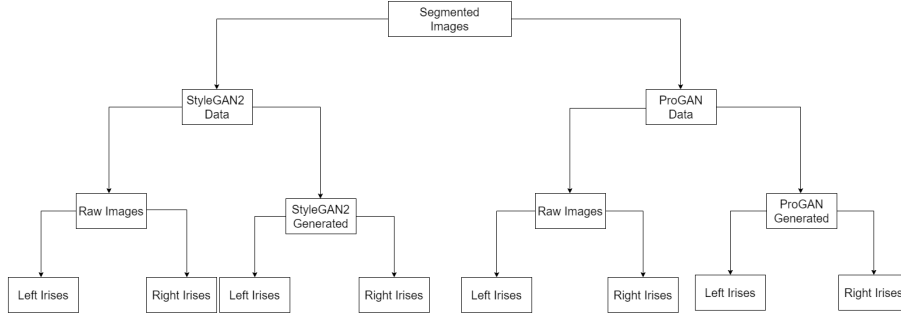 Segmented
Images
StyleGAN2
Data
ProGAN
Data
Raw Images
StyleGAN2
Generated
Raw Images
ProGAN
Generated
Left Irises
Right Irises
Left Irises
Right Irises
Left Irises
Right Irises
Left Irises
Right Irises